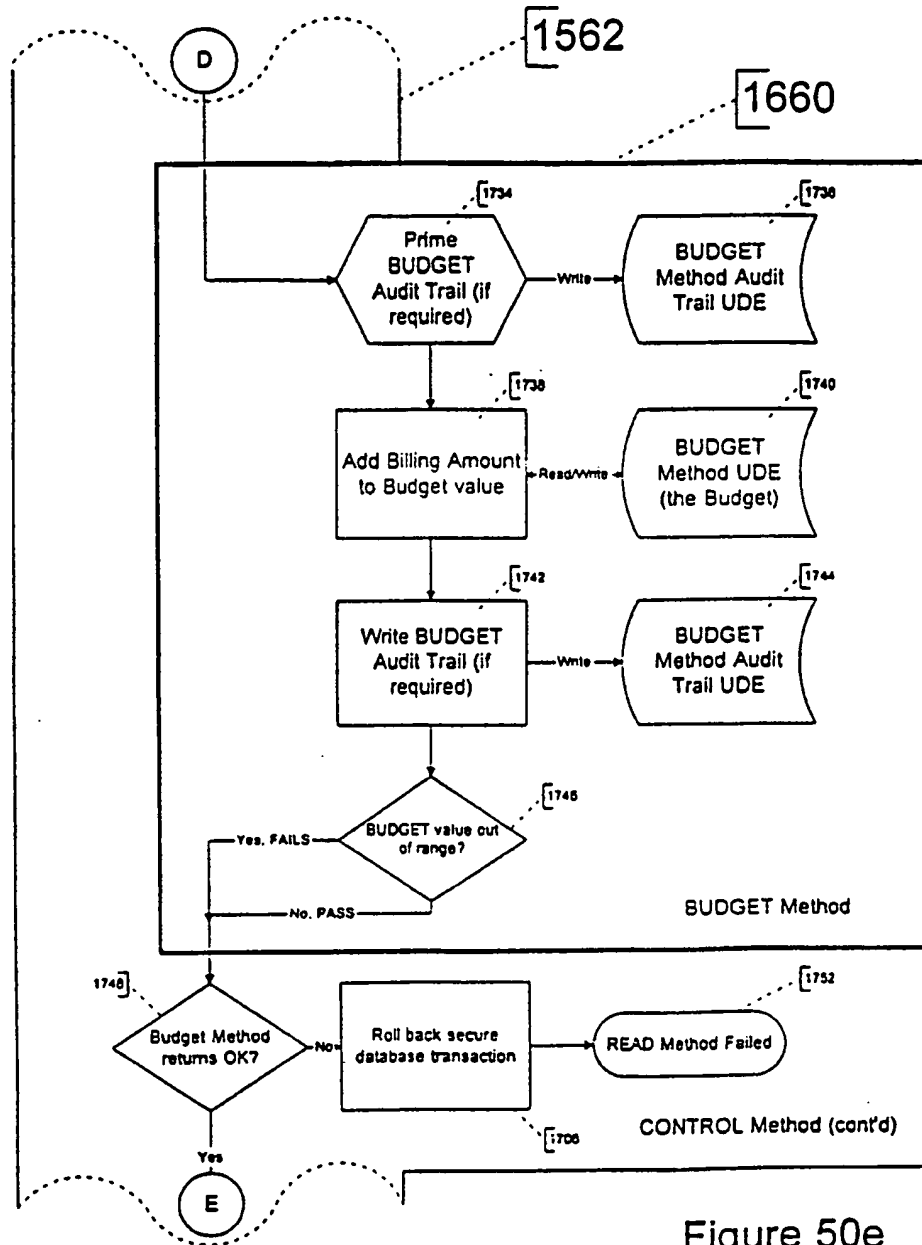 D
1562
1660
1734
Prime
BUDGET
Audit Trail (if
required)
Write
1736
BUDGET
Method Audit
Trail UDE
1738
Add Billing Amount
to Budget value
Read/Write
1740
BUDGET
Method UDE
(the Budget)
1742
Write BUDGET
Audit Trail (if
required)
Write
1744
BUDGET
Method Audit
Trail UDE
1746
BUDGET value out
of range?
Yes, FAILS
No, PASS
BUDGET Method
1748
Budget Method
returns OK?
No
Roll back secure
database transaction
1752
READ Method Failed
Yes
CONTROL Method (cont'd)
E
Figure 50e